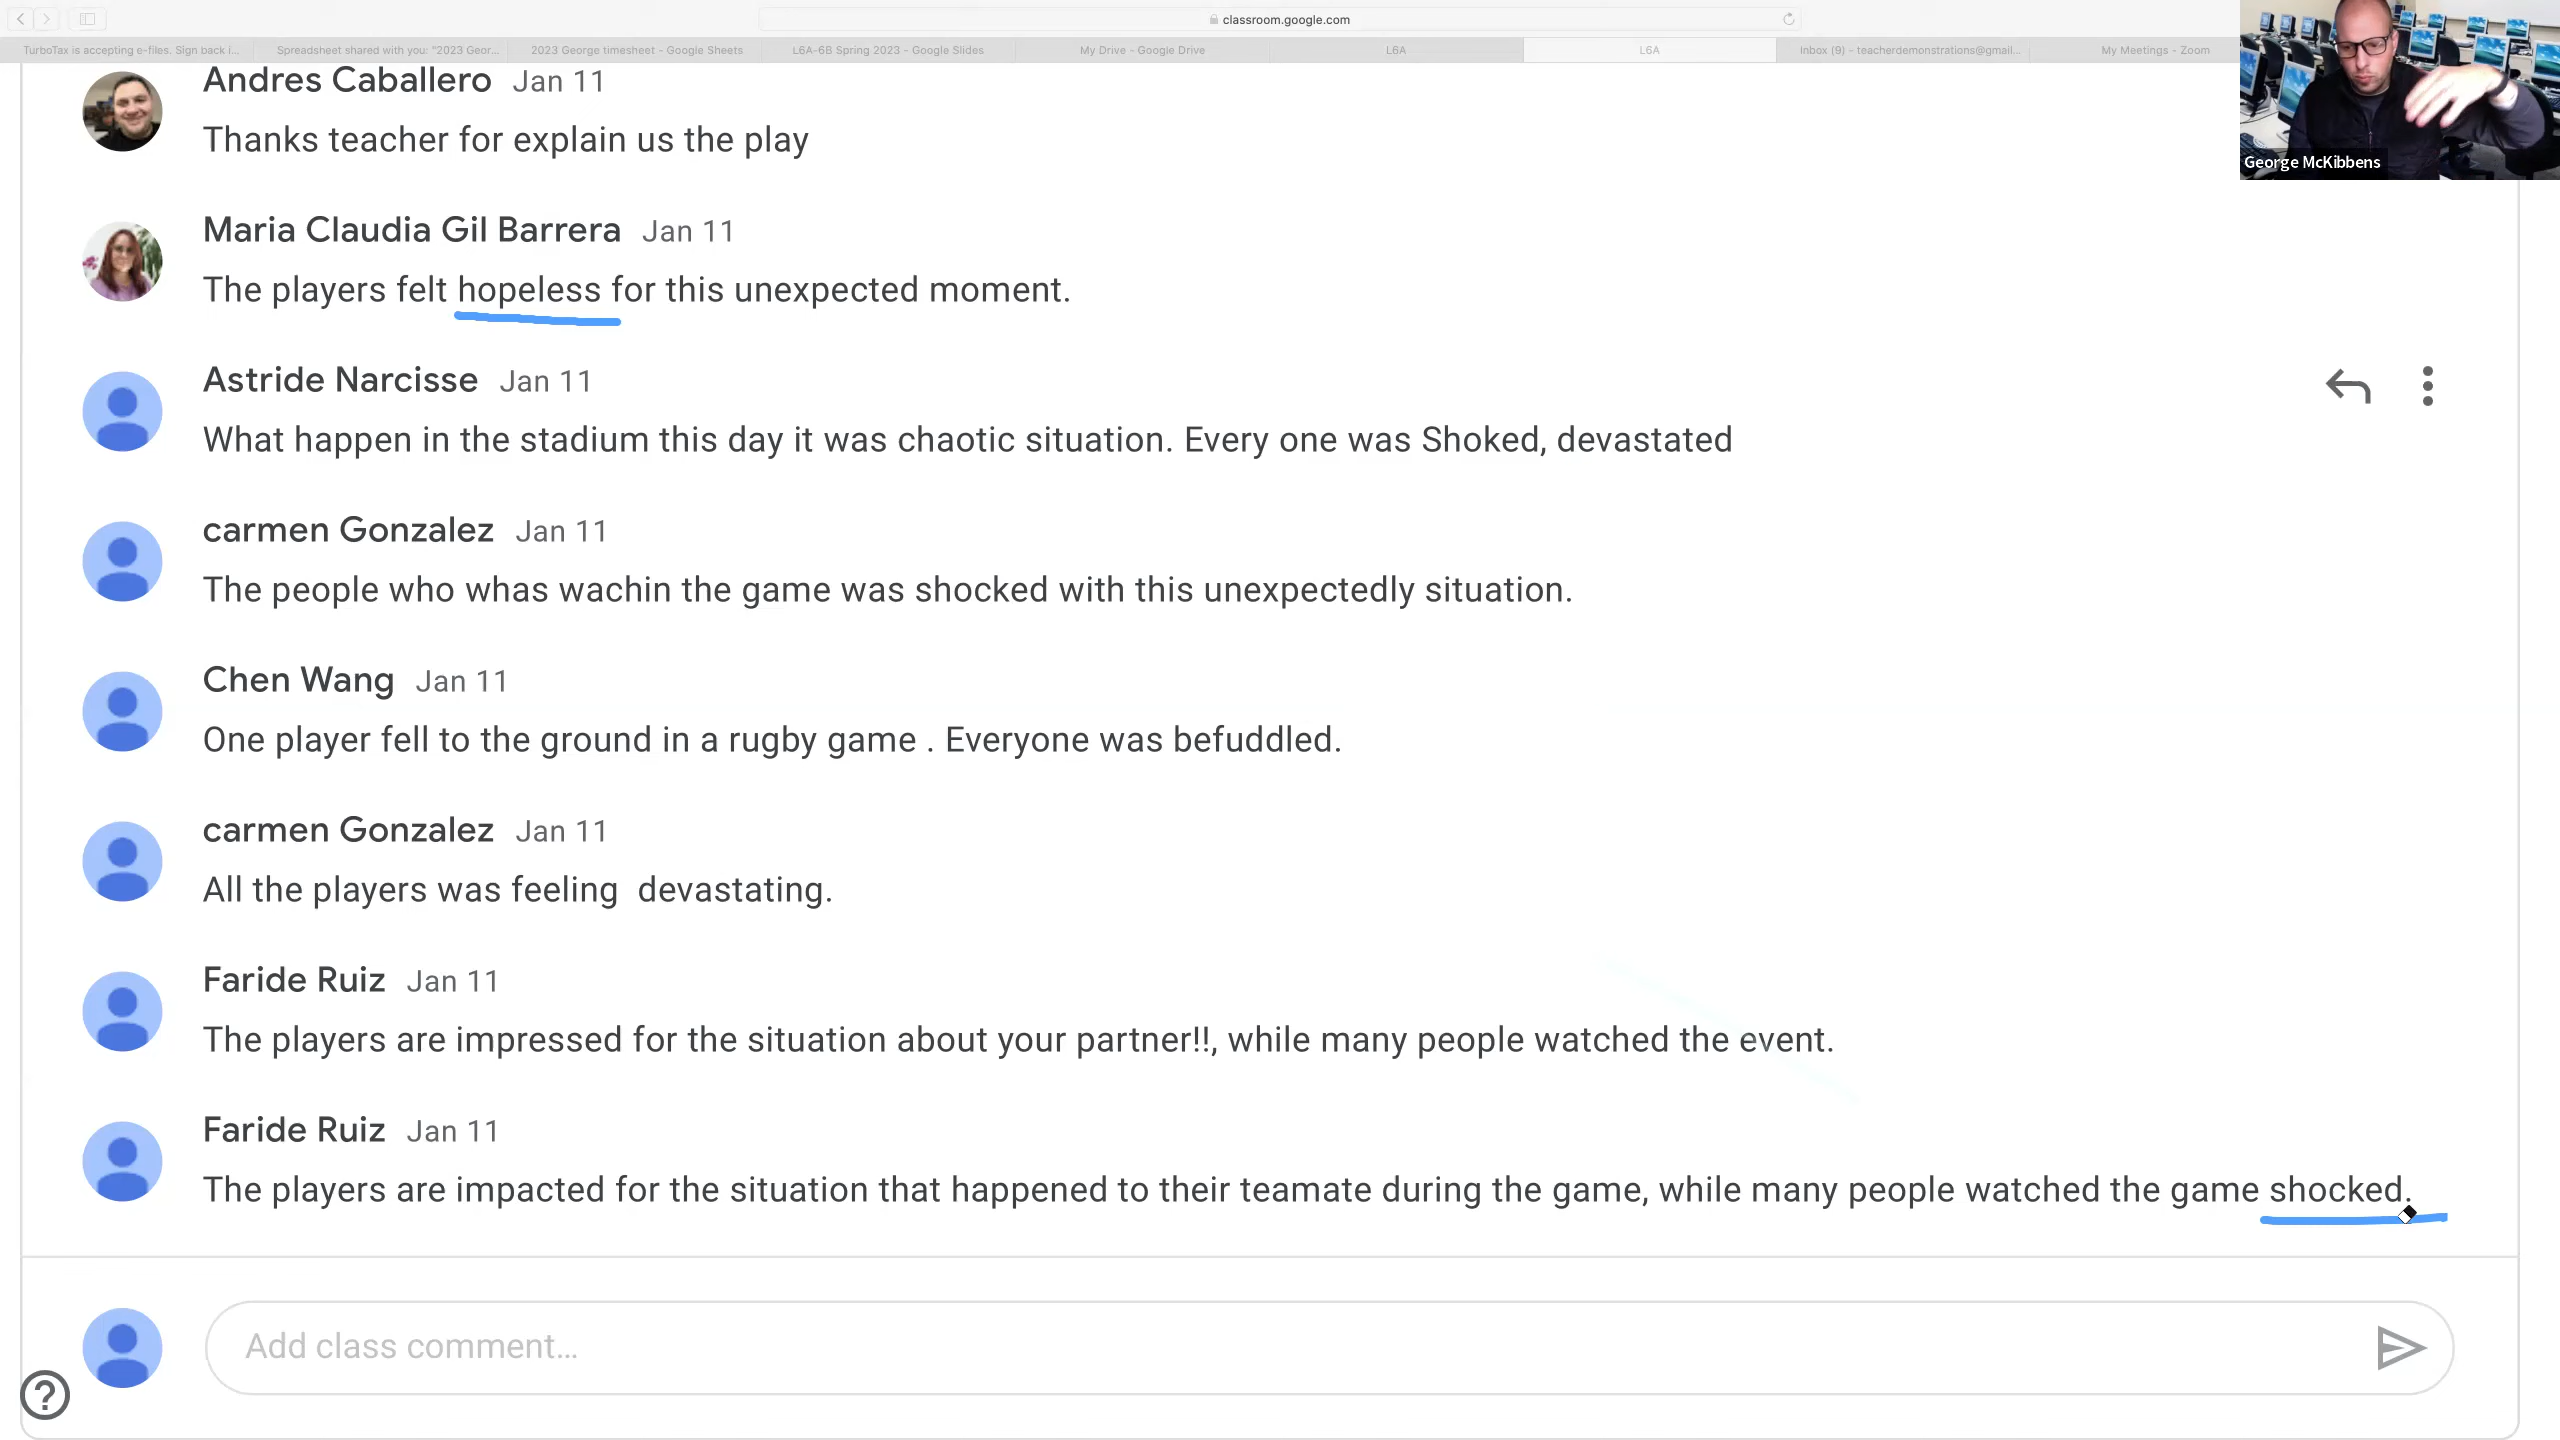 classroom.google.com
TurboTax is accepting e-files. Sign back i...
Spreadsheet shared with you: "2023 Geor...
2023 George timesheet - Google Sheets
L6A-6B Spring 2023 - Google Slides
My Drive - Google Drive
L6A
L6A
Inbox (9) - teacherdemonstrations@gmail...
My Meetings - Zoom
George McKibbens
Andres Caballero Jan 11
Thanks teacher for explain us the play
Maria Claudia Gil Barrera Jan 11
The players felt hopeless for this unexpected moment.
Astride Narcisse Jan 11
What happen in the stadium this day it was chaotic situation. Every one was Shoked, devastated
carmen Gonzalez Jan 11
The people who whas wachin the game was shocked with this unexpectedly situation.
Chen Wang Jan 11
One player fell to the ground in a rugby game . Everyone was befuddled.
carmen Gonzalez Jan 11
All the players was feeling  devastating.
Faride Ruiz Jan 11
The players are impressed for the situation about your partner!!, while many people watched the event.
Faride Ruiz Jan 11
The players are impacted for the situation that happened to their teamate during the game, while many people watched the game shocked.
Add class comment...
?